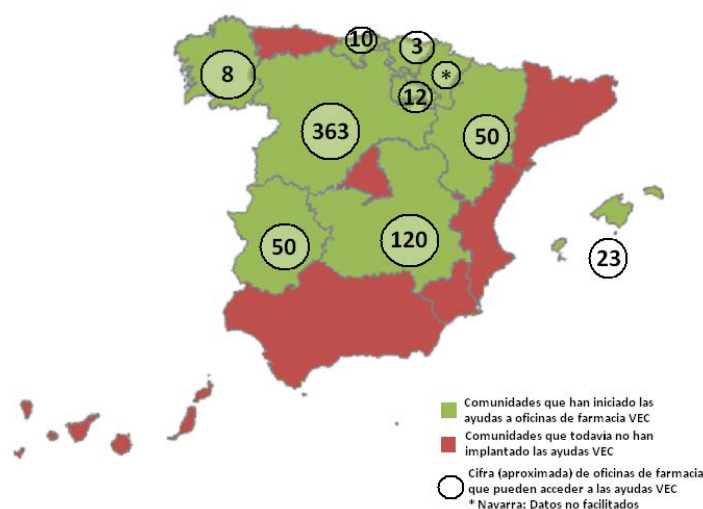 10
3
8
*
12
363
50
50
120
23
Comunidades que han iniciado las
ayudas a oficinas de farmacia VEC
Comunidades que todavía no han
implantado las ayudas VEC
Cifra (aproximada) de oficinas de farmacia
que pueden acceder a las ayudas VEC
* Navarra: Datos no facilitados